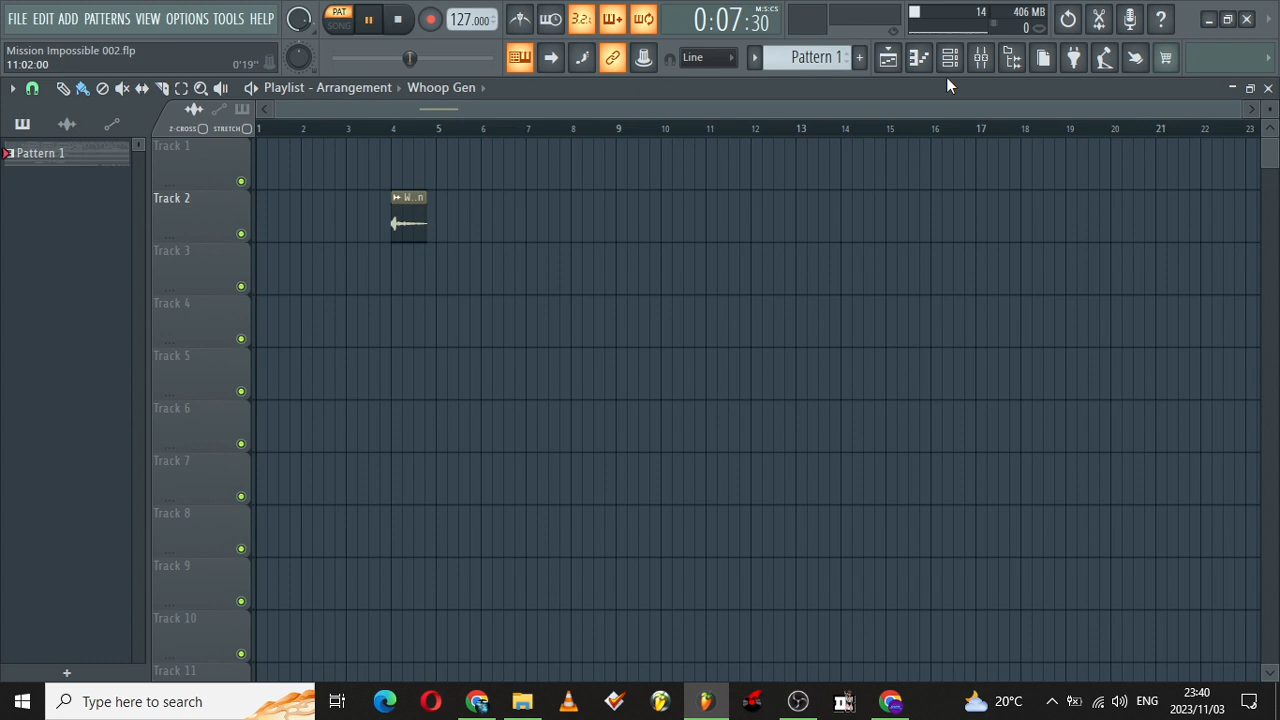 FILE EDIT ADD PATTERNS VIEW OPTIONS TOOLS HELP
PAT
SONG
127.000
3.2
0:07:30
M:S:CS
14
406 MB
0
Mission Impossible 002.flp
11:02:00
0'19"
Line
Pattern 1
Playlist - Arrangement
Whoop Gen
Z-CROSS
STRETCH
1 2 3 4 5 6 7 8 9 10 11 12 13 14 15 16 17 18 19 20 21 22 23
Pattern 1
Track 1
Track 2
W..n
Track 3
Track 4
Track 5
Track 6
Track 7
Track 8
Track 9
Track 10
Track 11
Type here to search
20°C
ENG
23:40
2023/11/03